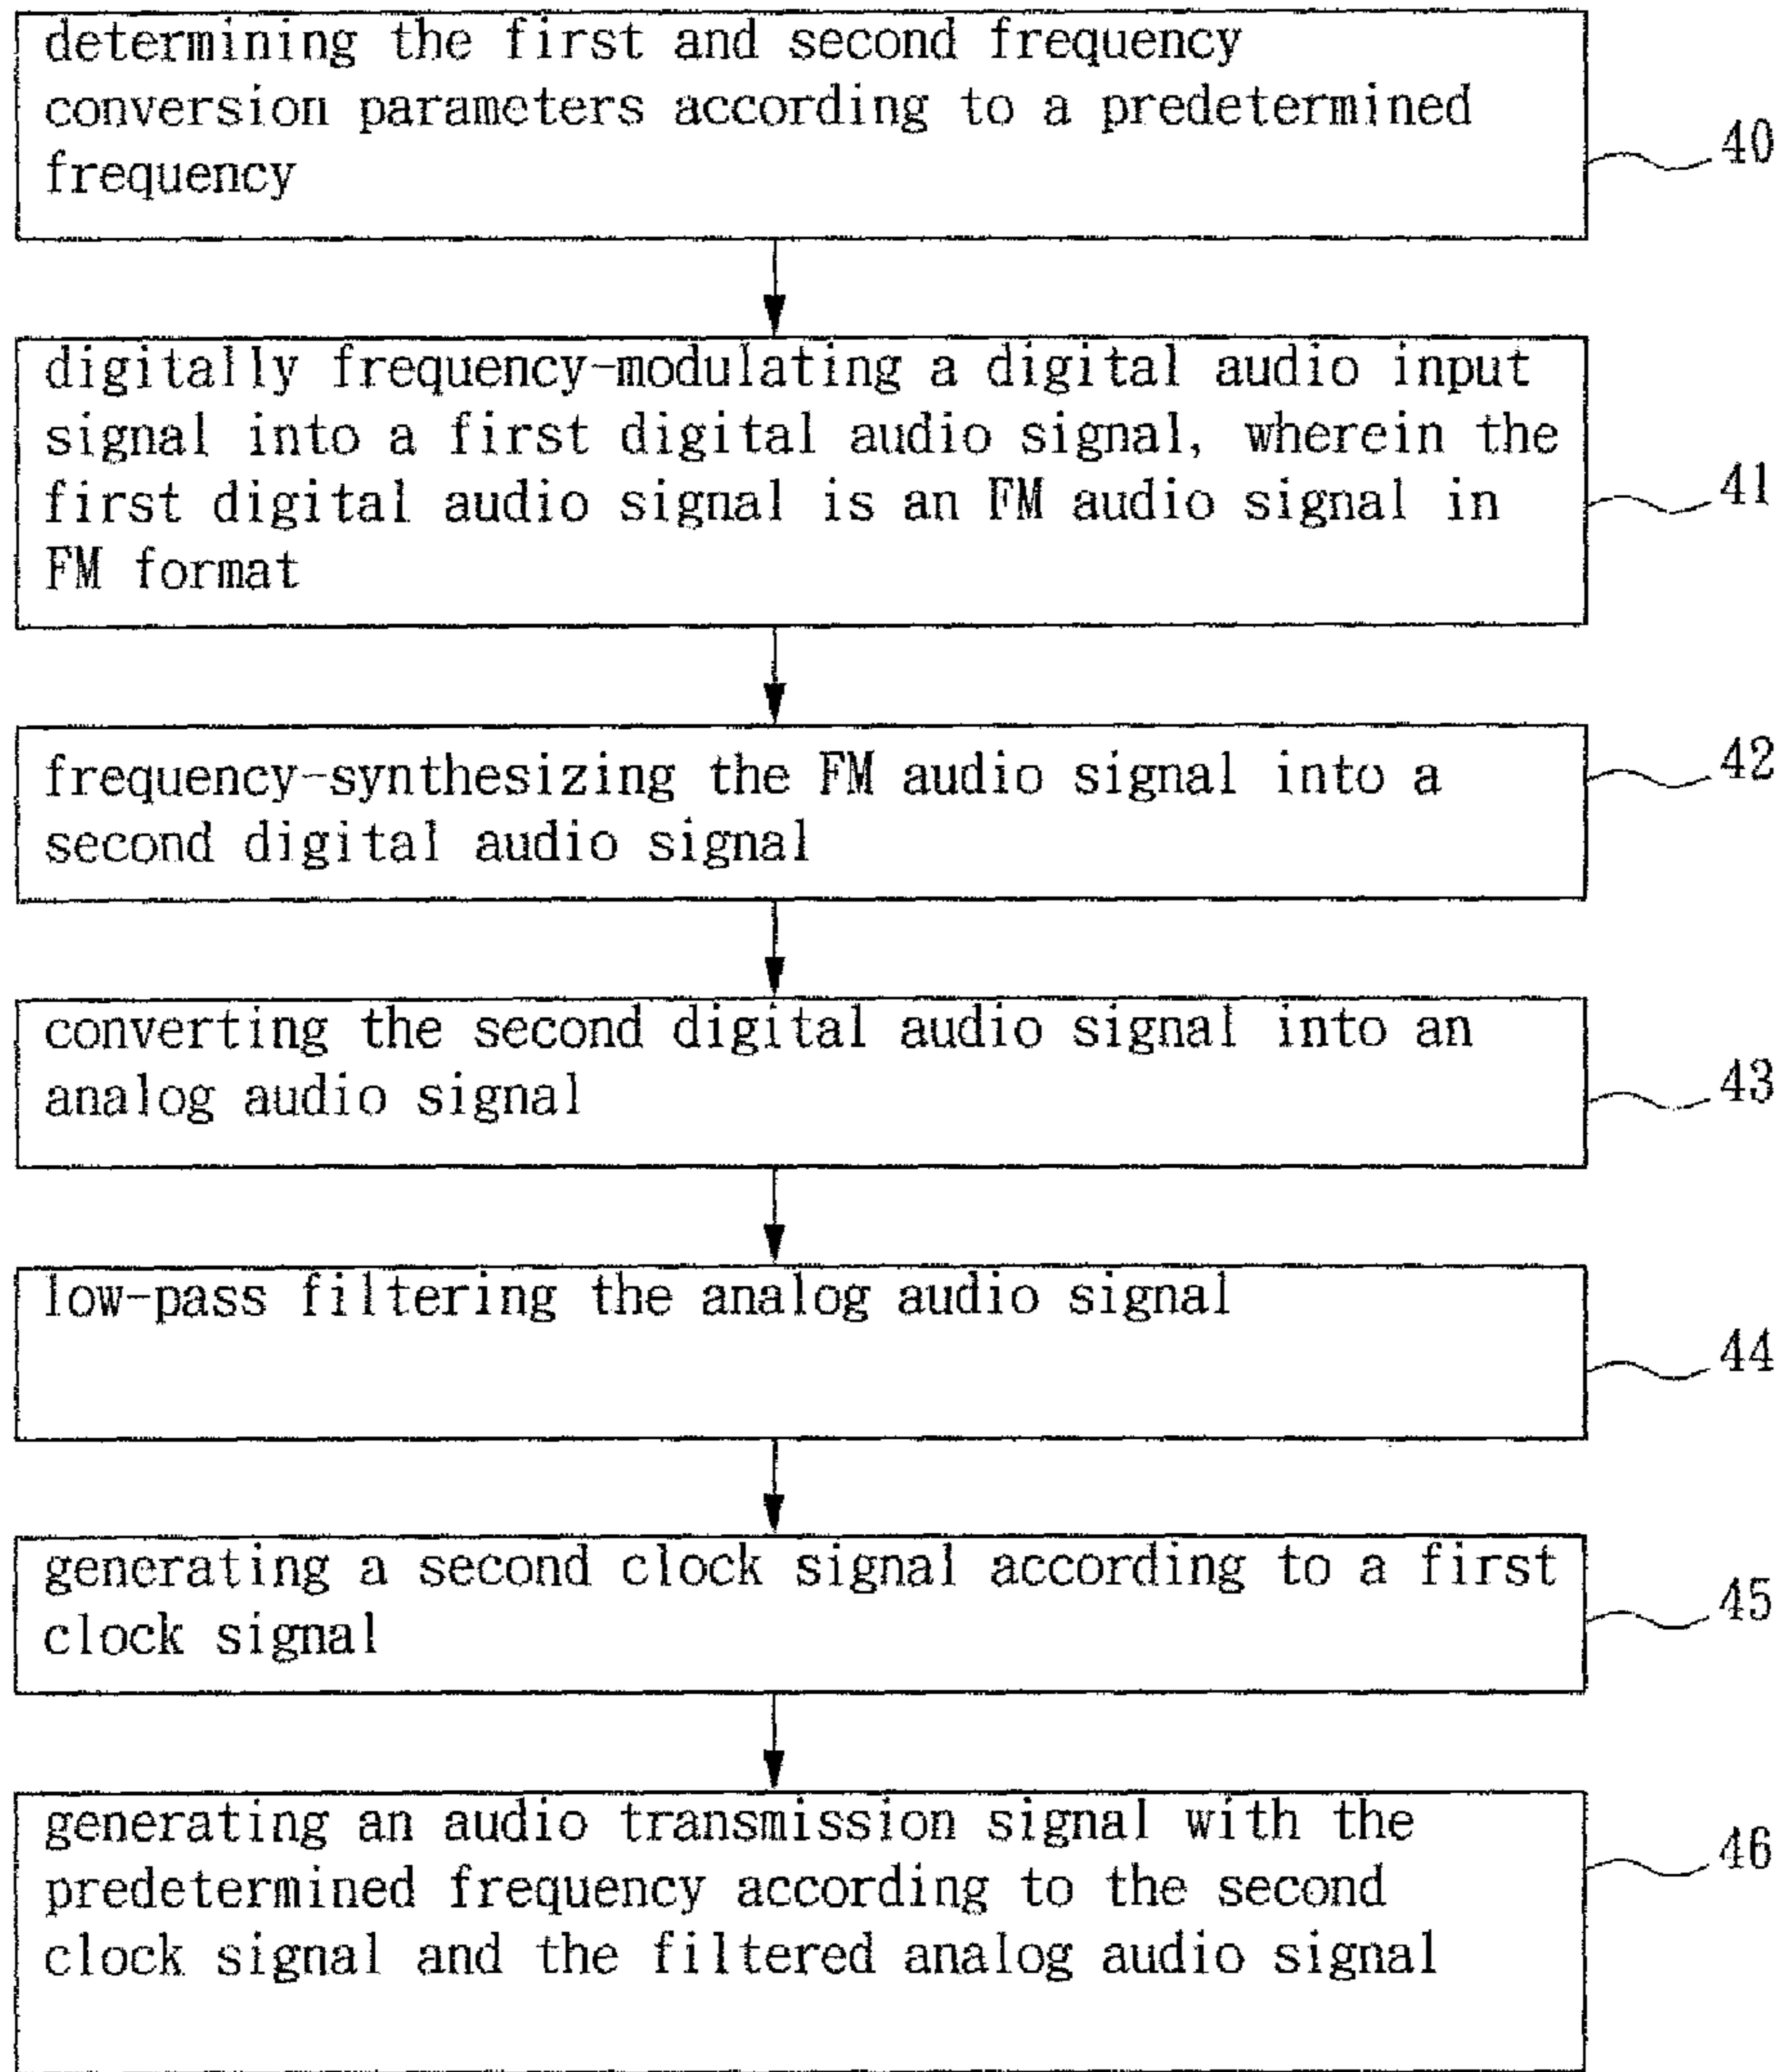 determining the first and second frequency
conversion parameters according to a predetermined
frequency
40
digitally frequency-modulating a digital audio input
signal into a first digital audio signal, wherein the
first digital audio signal is an FM audio signal in
FM format
41
frequency-synthesizing the FM audio signal into a
second digital audio signal
42
converting the second digital audio signal into an
analog audio signal
43
low-pass filtering the analog audio signal
44
generating a second clock signal according to a first
clock signal
45
generating an audio transmission signal with the
predetermined frequency according to the second
clock signal and the filtered analog audio signal
46